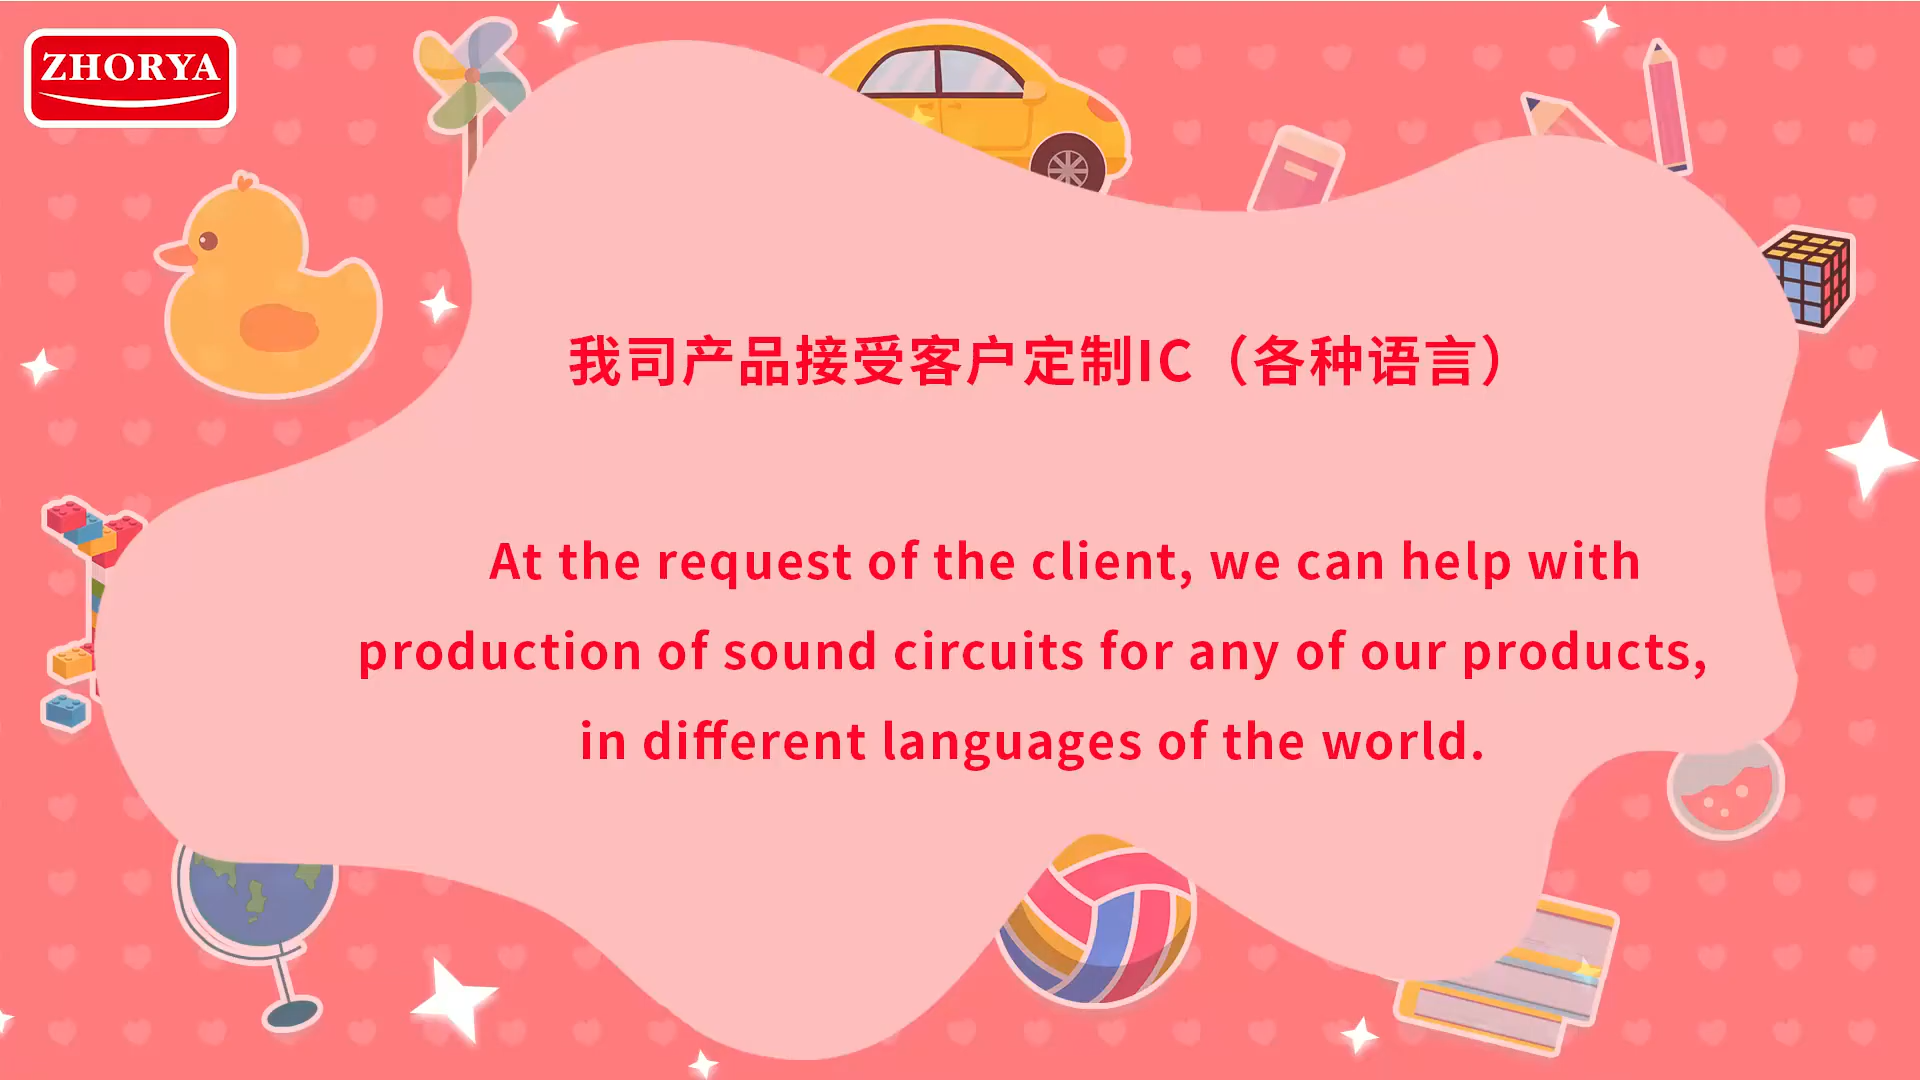 ZHORYA
我司产品接受客户定制IC（各种语言）
At the request of the client, we can help with
production of sound circuits for any of our products,
in different languages of the world.